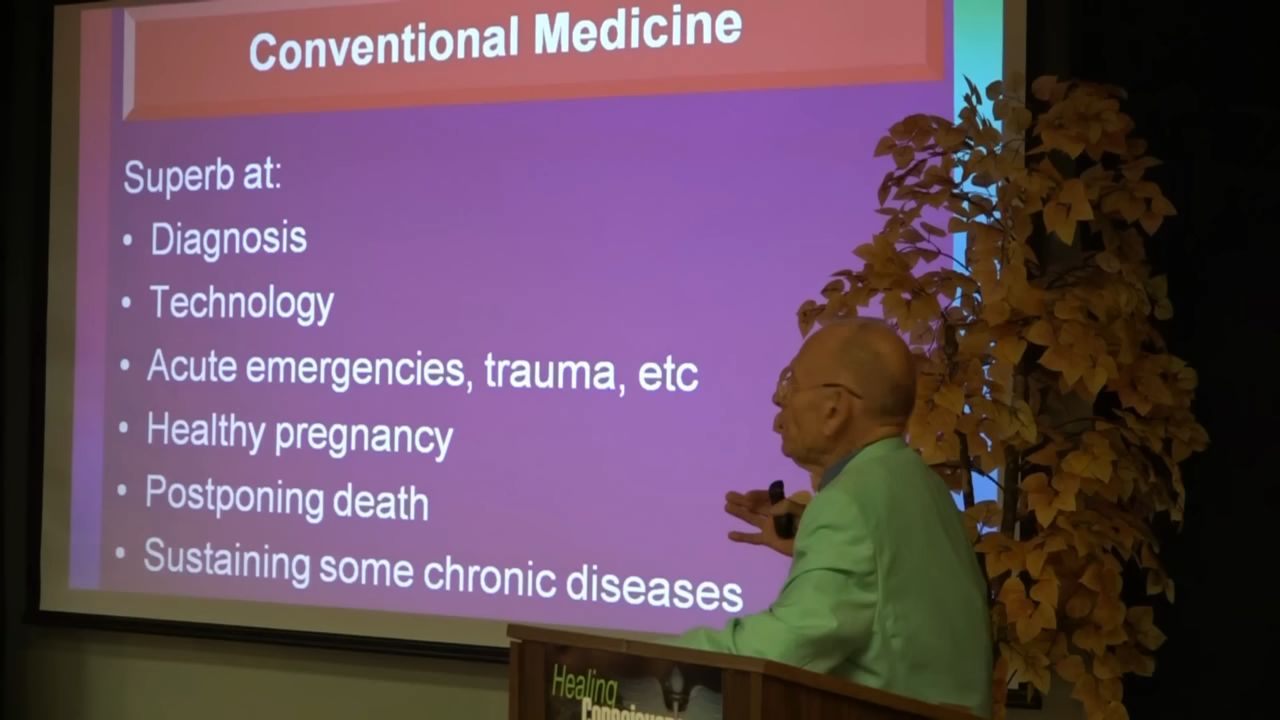 Conventional Medicine
Superb at:
• Diagnosis
• Technology
• Acute emergencies, trauma, etc
• Healthy pregnancy
• Postponing death
• Sustaining some chronic diseases
Healing